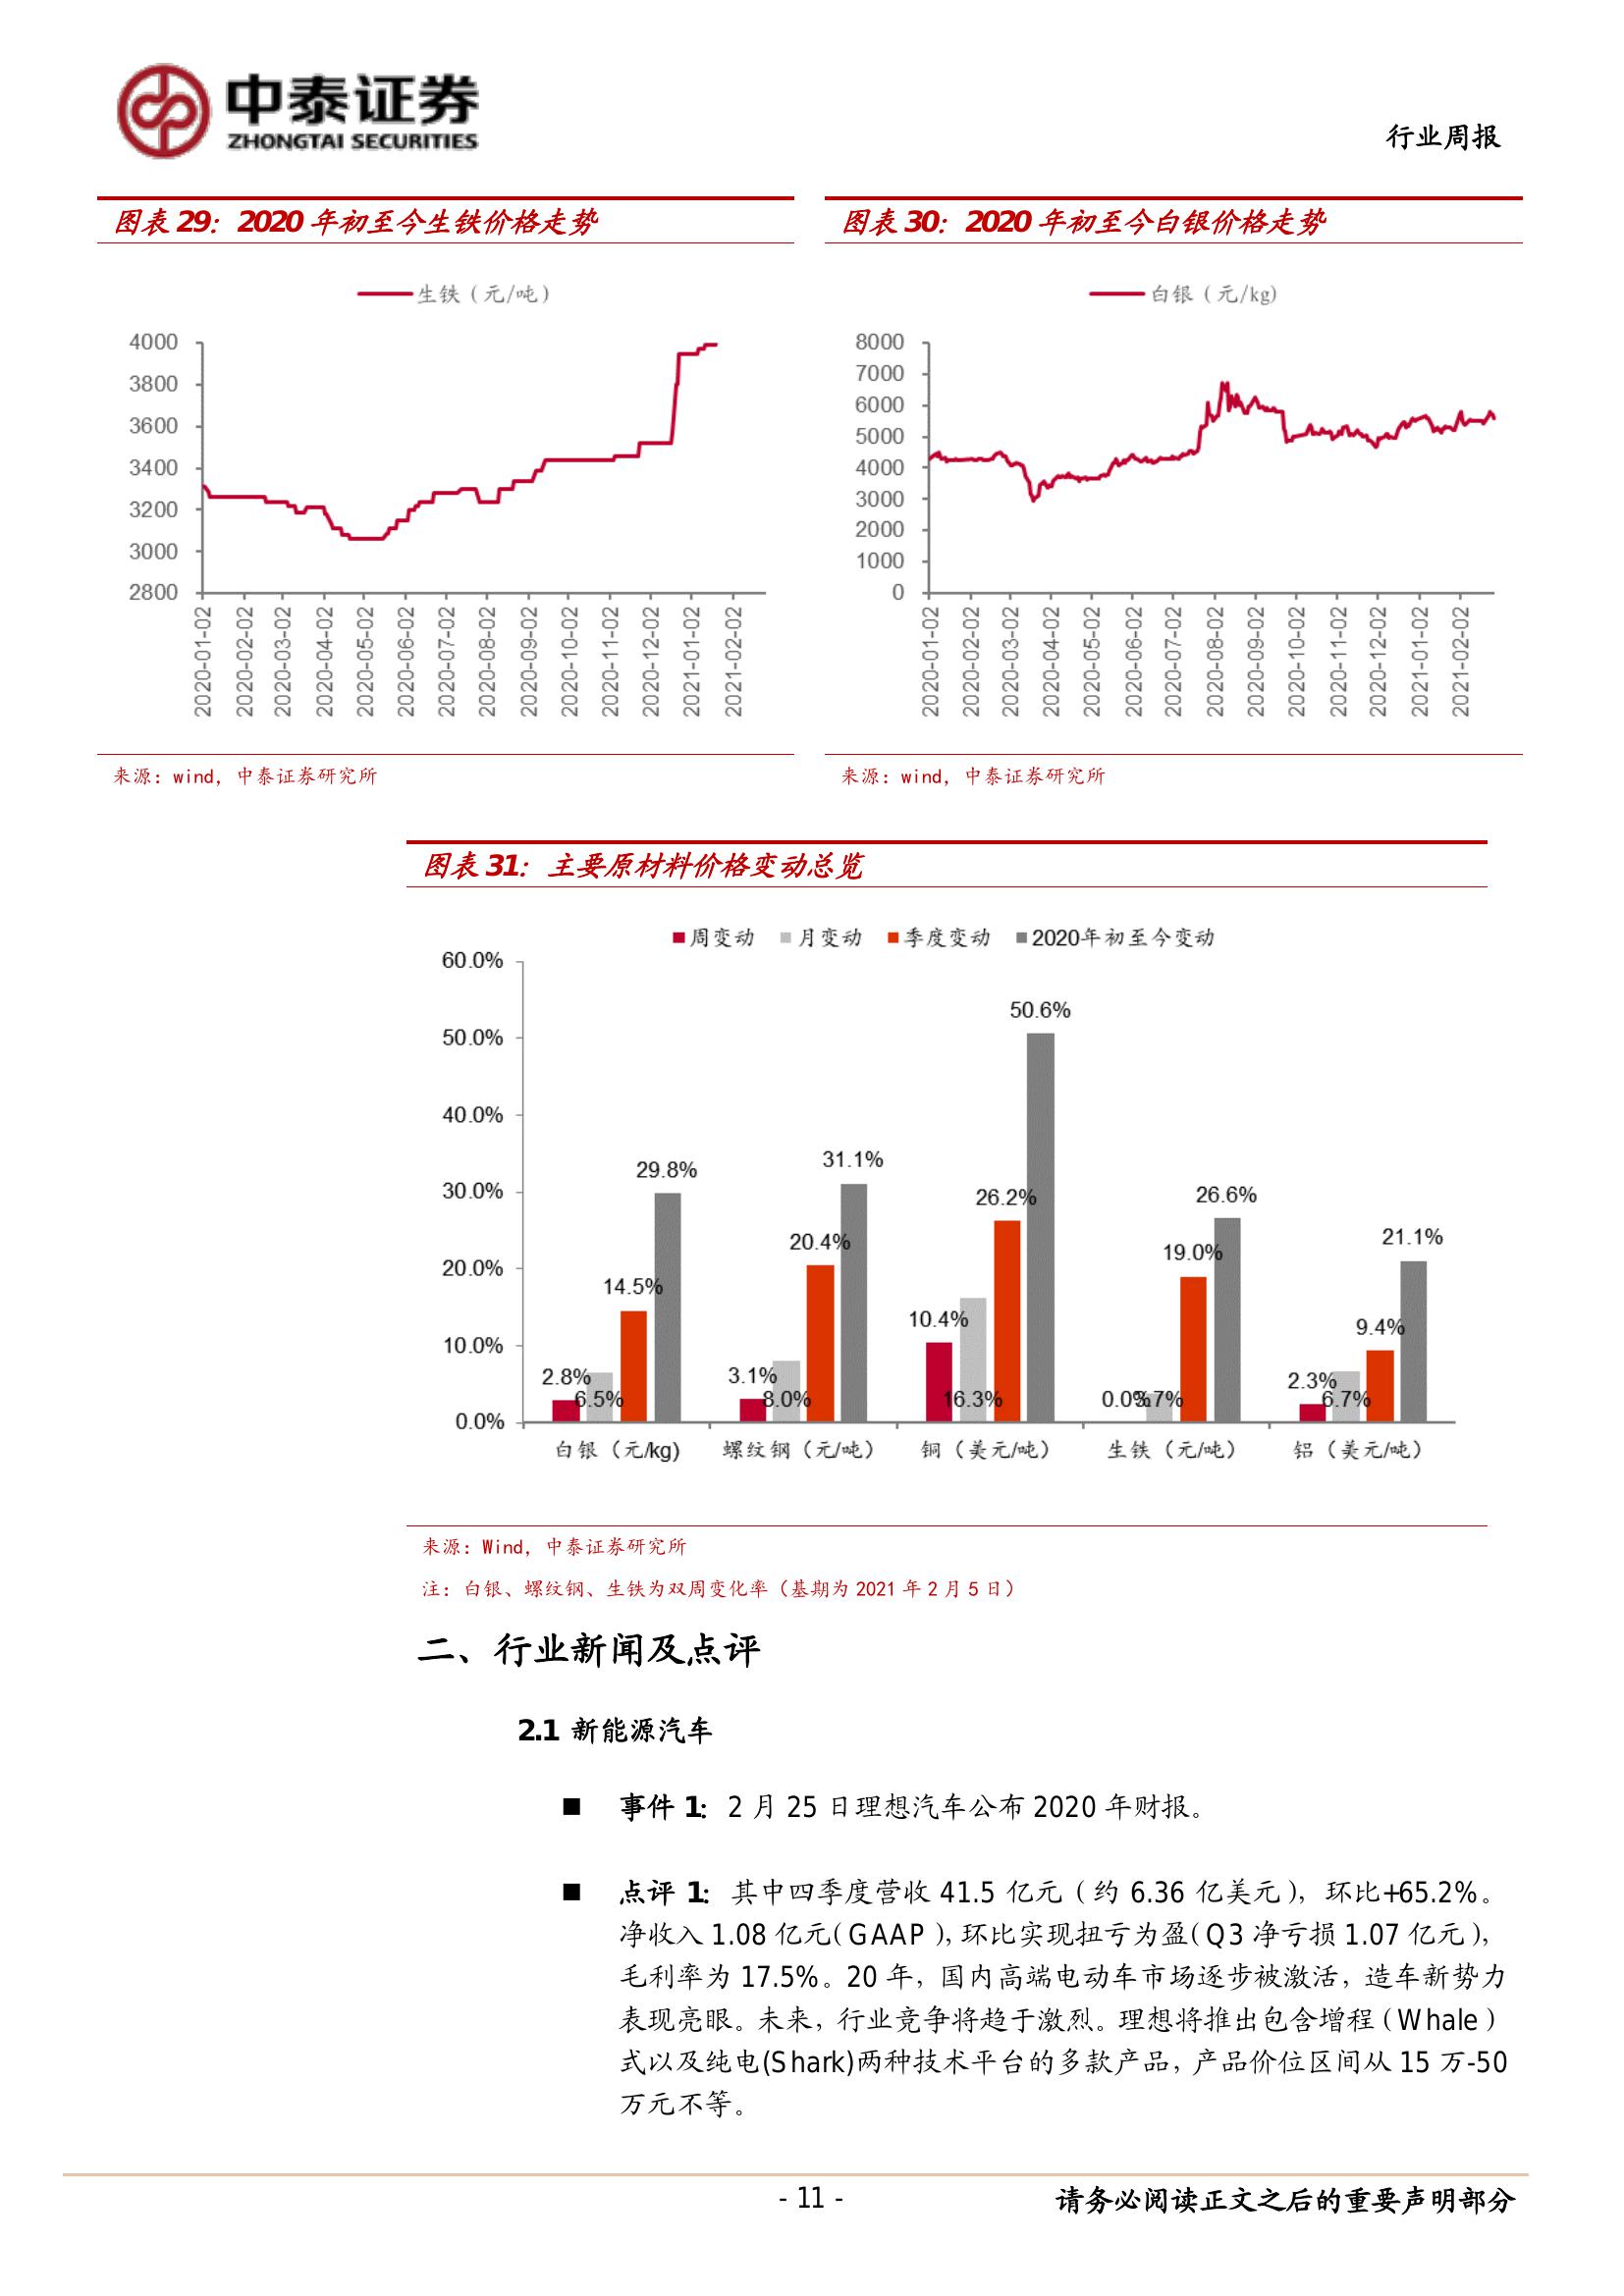 中泰证券
ZHONGTAI SECURITIES
行业周报
图表 29：2020 年初至今生铁价格走势
生铁（元/吨）
4000
3800
3600
3400
3200
3000
2800
2020-01-02
2020-02-02
2020-03-02
2020-04-02
2020-05-02
2020-06-02
2020-07-02
2020-08-02
2020-09-02
2020-10-02
2020-11-02
2020-12-02
2021-01-02
2021-02-02
来源：wind，中泰证券研究所
图表 30：2020 年初至今白银价格走势
白银（元/kg)
8000
7000
6000
5000
4000
3000
2000
1000
0
2020-01-02
2020-02-02
2020-03-02
2020-04-02
2020-05-02
2020-06-02
2020-07-02
2020-08-02
2020-09-02
2020-10-02
2020-11-02
2020-12-02
2021-01-02
2021-02-02
来源：wind，中泰证券研究所
图表 31：主要原材料价格变动总览
周变动 月变动 季度变动 2020年初至今变动
60.0%
50.0%
40.0%
30.0%
20.0%
10.0%
0.0%
2.8%
6.5%
14.5%
29.8%
3.1%
8.0%
20.4%
31.1%
10.4%
16.3%
26.2%
50.6%
0.0%
3.7%
19.0%
26.6%
2.3%
6.7%
9.4%
21.1%
白银（元/kg) 螺纹钢（元/吨） 铜（美元/吨） 生铁（元/吨） 铝（美元/吨）
来源：Wind，中泰证券研究所
注：白银、螺纹钢、生铁为双周变化率（基期为 2021 年 2 月 5 日）
二、行业新闻及点评
2.1 新能源汽车
■ 事件 1：2 月 25 日理想汽车公布 2020 年财报。
■ 点评 1：其中四季度营收 41.5 亿元（约 6.36 亿美元），环比+65.2%。
净收入 1.08 亿元（GAAP），环比实现扭亏为盈（Q3 净亏损 1.07 亿元），
毛利率为 17.5%。20 年，国内高端电动车市场逐步被激活，造车新势力
表现亮眼。未来，行业竞争将趋于激烈。理想将推出包含增程（Whale）
式以及纯电(Shark)两种技术平台的多款产品，产品价位区间从 15 万-50
万元不等。
- 11 -
请务必阅读正文之后的重要声明部分